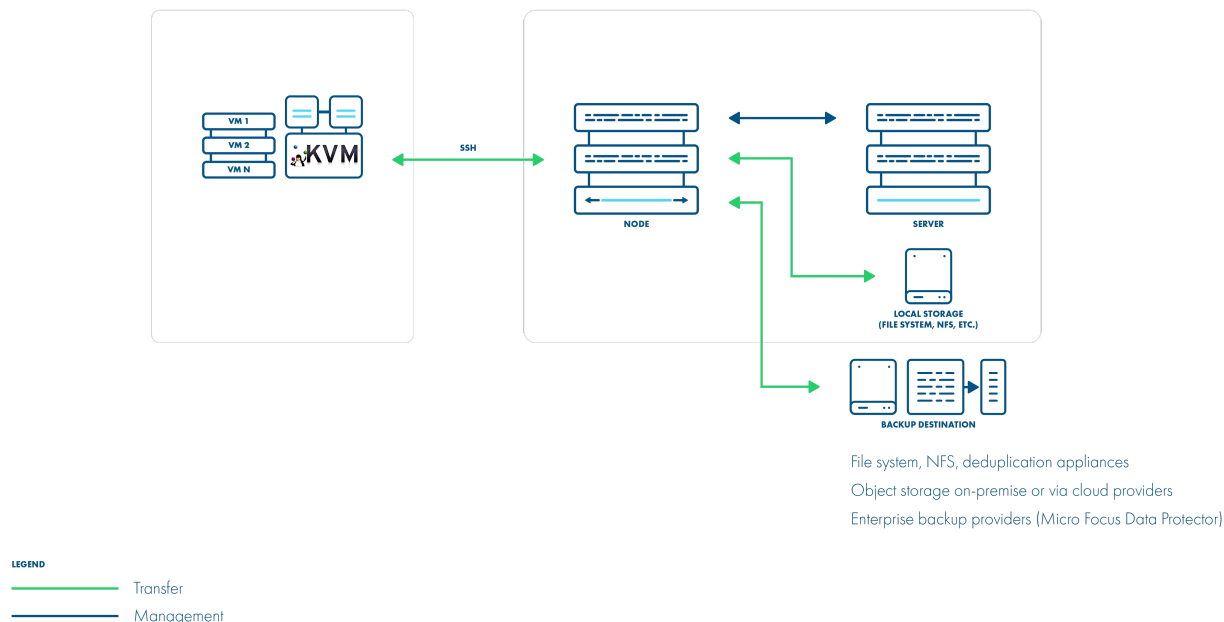 VM 1
VM 2
VM N
KVM
SSH
NODE
SERVER
LOCAL STORAGE
(FILE SYSTEM, NFS, ETC.)
BACKUP DESTINATION
File system, NFS, deduplication appliances
Object storage on-premise or via cloud providers
Enterprise backup providers (Micro Focus Data Protector)
LEGEND
Transfer
Management